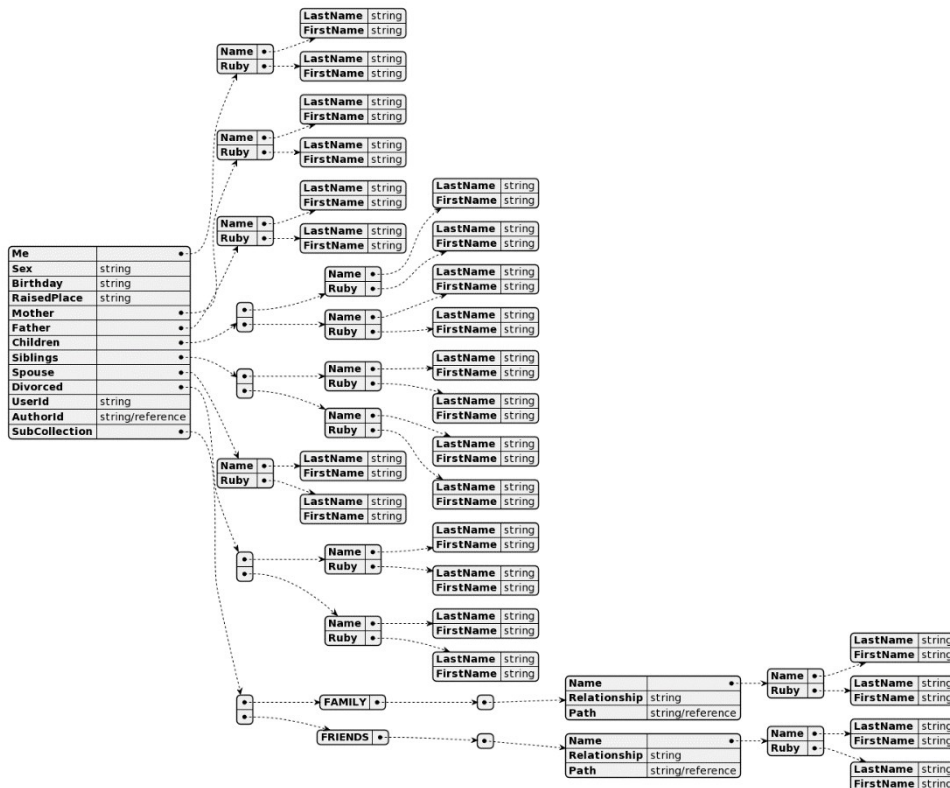 LastName string
FirstName string
Name
Ruby
LastName string
FirstName string
LastName string
FirstName string
Name
Ruby
LastName string
FirstName string
LastName string
FirstName string
Name
Ruby
LastName string
FirstName string
Me
Sex string
Birthday string
RaisedPlace string
Mother
Father
Children
Siblings
Spouse
Divorced
UserId string
AuthorId string/reference
SubCollection
Name
Ruby
LastName string
FirstName string
LastName string
FirstName string
Name
Ruby
LastName string
FirstName string
LastName string
FirstName string
Name
Ruby
LastName string
FirstName string
LastName string
FirstName string
Name
Ruby
LastName string
FirstName string
LastName string
FirstName string
Name
Ruby
LastName string
FirstName string
LastName string
FirstName string
Name
Ruby
LastName string
FirstName string
LastName string
FirstName string
Name
Ruby
LastName string
FirstName string
LastName string
FirstName string
FAMILY
Name
Relationship string
Path string/reference
Name
Ruby
LastName string
FirstName string
LastName string
FirstName string
FRIENDS
Name
Relationship string
Path string/reference
Name
Ruby
LastName string
FirstName string
LastName string
FirstName string